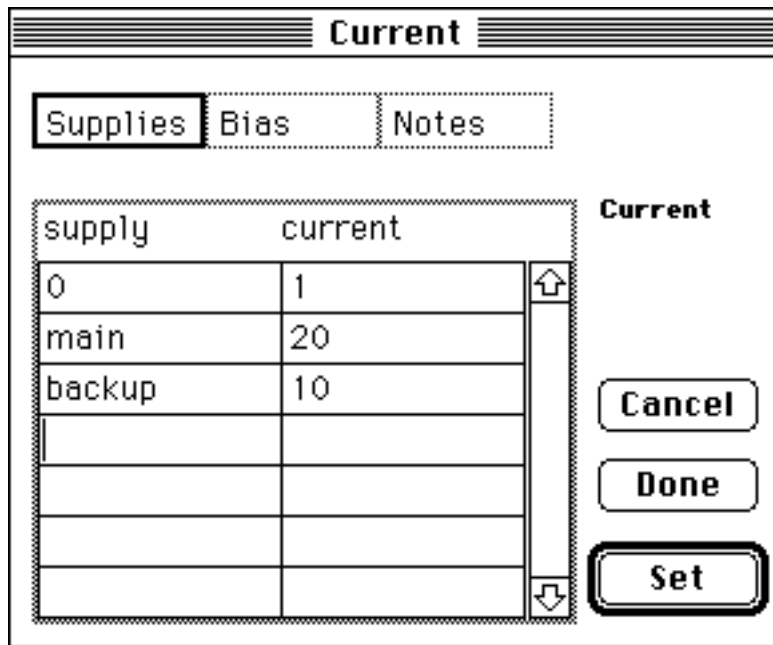 Current
Supplies Bias Notes
supply current
Current
0 1
main 20
backup 10
Cancel
Done
Set